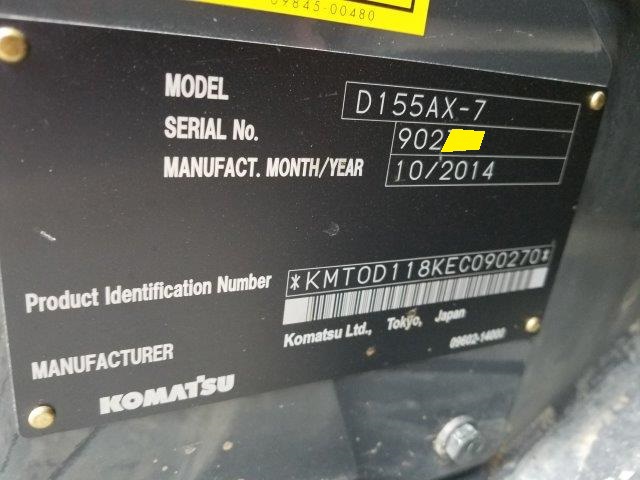 09845-00480
MODEL D155AX-7
SERIAL No. 902
MANUFACT. MONTH/YEAR 10/2014
Product Identification Number *KMT0D118KEC090270*
Komatsu Ltd., Tokyo, Japan
09602-14000
MANUFACTURER
KOMATSU